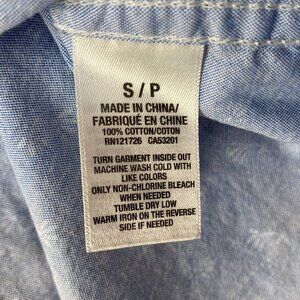 S / P
MADE IN CHINA/
FABRIQUÉ EN CHINE
100% COTTON/COTON
RN121726 CA53201
TURN GARMENT INSIDE OUT
MACHINE WASH COLD WITH
LIKE COLORS
ONLY NON-CHLORINE BLEACH
WHEN NEEDED
TUMBLE DRY LOW
WARM IRON ON THE REVERSE
SIDE IF NEEDED